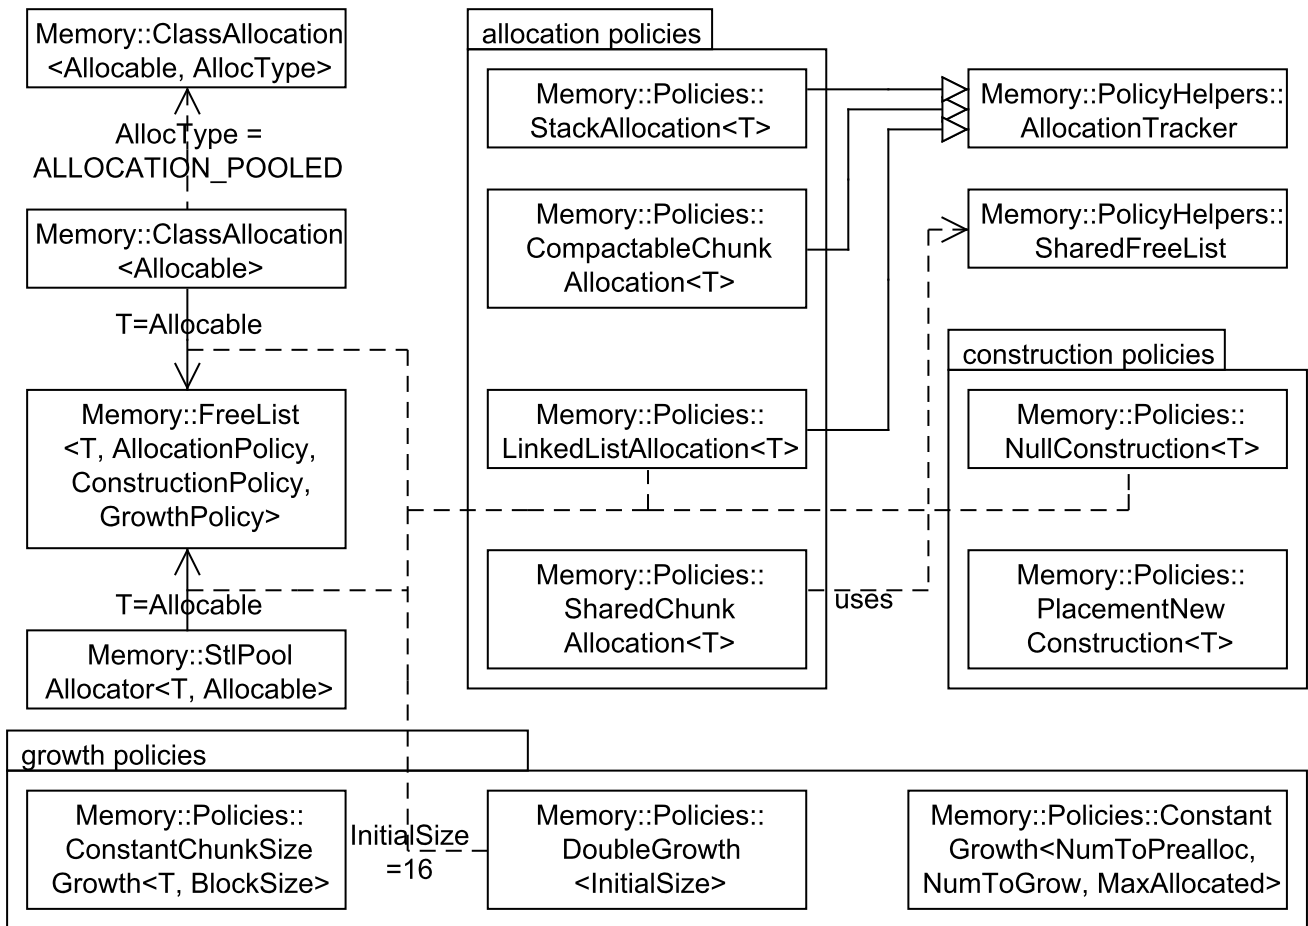 Memory::ClassAllocation
<Allocable, AllocType>
AllocType =
ALLOCATION_POOLED
Memory::ClassAllocation
<Allocable>
T=Allocable
Memory::FreeList
<T, AllocationPolicy,
ConstructionPolicy,
GrowthPolicy>
T=Allocable
Memory::StlPool
Allocator<T, Allocable>
allocation policies
Memory::Policies::
StackAllocation<T>
Memory::Policies::
CompactableChunk
Allocation<T>
Memory::Policies::
LinkedListAllocation<T>
Memory::Policies::
SharedChunk
Allocation<T>
uses
Memory::PolicyHelpers::
AllocationTracker
Memory::PolicyHelpers::
SharedFreeList
construction policies
Memory::Policies::
NullConstruction<T>
Memory::Policies::
PlacementNew
Construction<T>
growth policies
Memory::Policies::
ConstantChunkSize
Growth<T, BlockSize>
InitialSize
=16
Memory::Policies::
DoubleGrowth
<InitialSize>
Memory::Policies::Constant
Growth<NumToPrealloc,
NumToGrow, MaxAllocated>